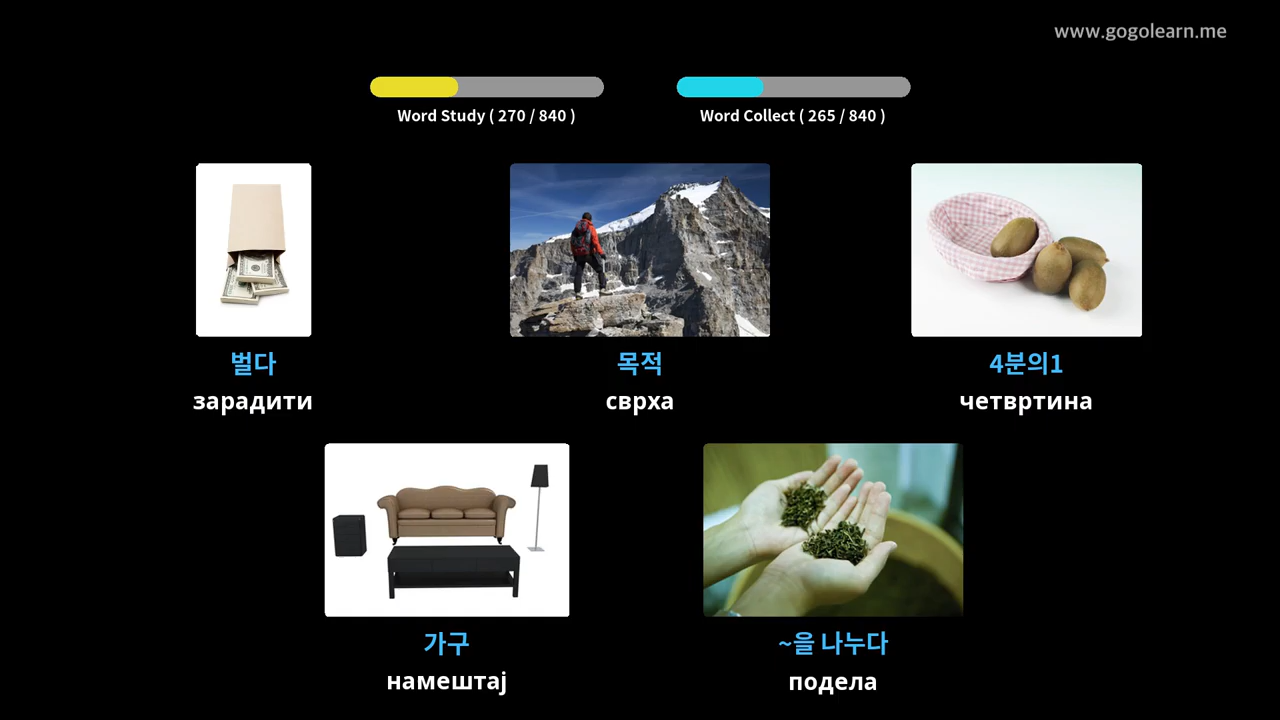 www.gogolearn.me
Word Study ( 270 / 840 )
Word Collect ( 265 / 840 )
벌다
зарадити
목적
сврха
4분의1
четвртина
가구
намештај
~을 나누다
подела